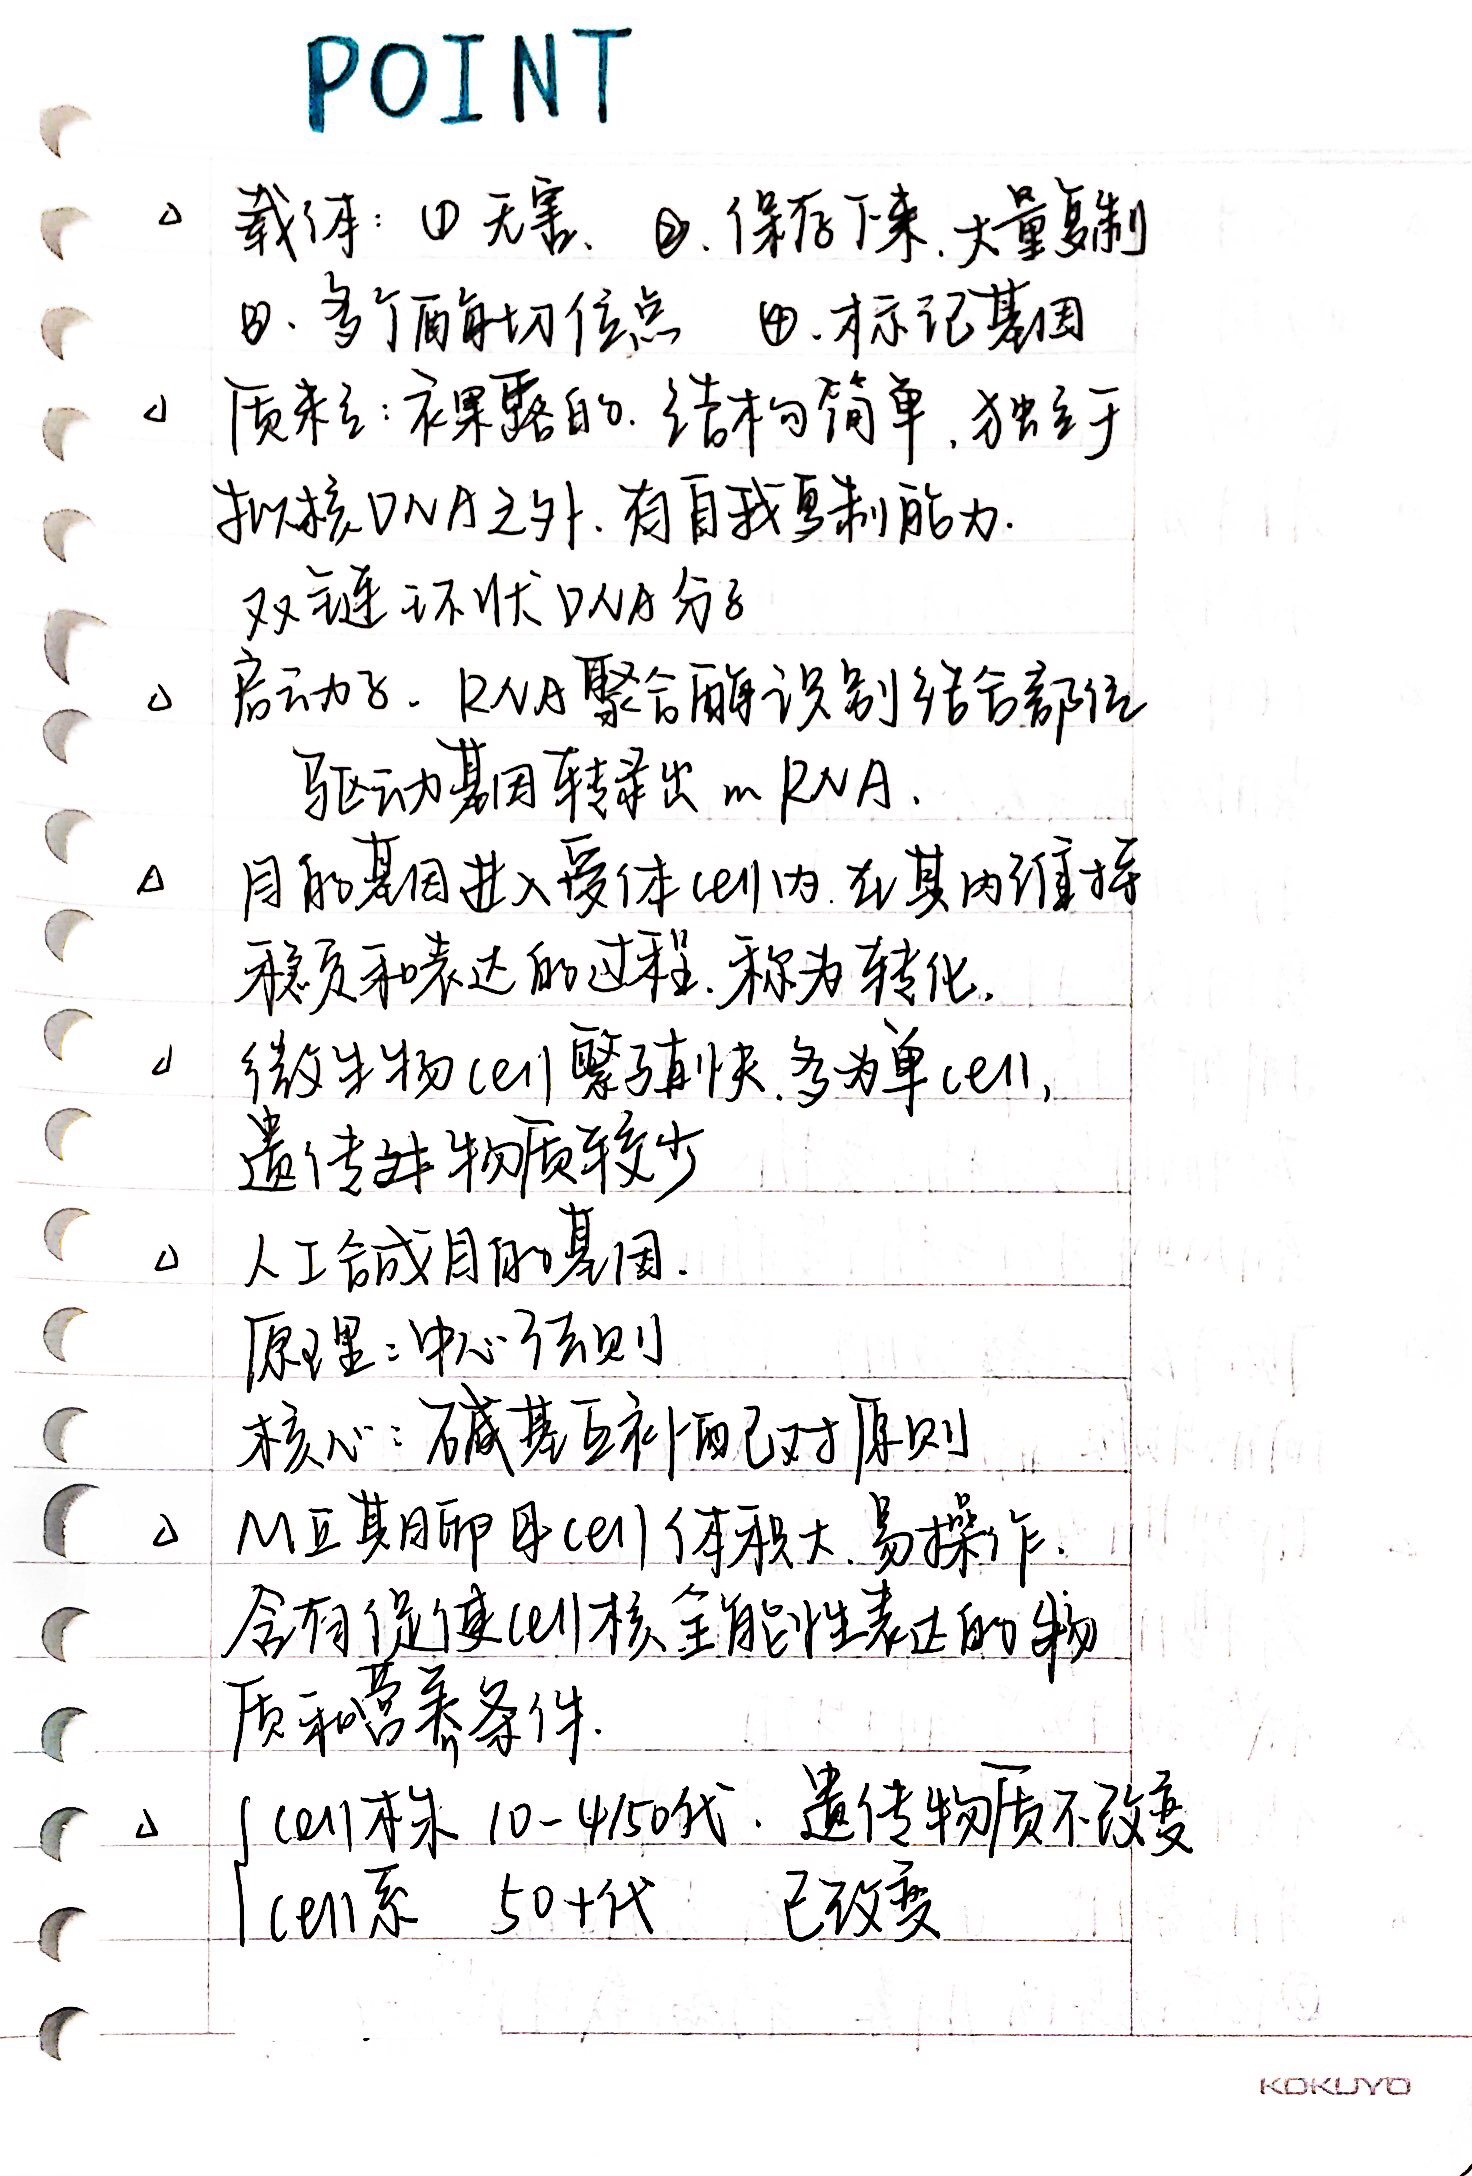 POINT
△ 载体: ① 无害、 ②、保存下来、大量复制
③、多个酶切位点 ④、标记基因
△ 质粒: 裸露的、结构简单、独立于
拟核DNA之外、有自我复制能力.
双链环状DNA分子
△ 启动子. RNA聚合酶识别结合部位
驱动基因转录出mRNA.
△ 目的基因进入受体cell内.在其内维持
稳定和表达的过程.称为转化.
△ 微生物cell繁殖快.多为单cell,
遗传物质较少
△ 人工合成目的基因.
原理: 中心法则
核心: 碱基互补配对原则
△ MII期卵母cell体积大.易操作.
含有促使cell核全能性表达的物
质和营养条件.
△ cell株 10-4/50代. 遗传物质不改变
cell系 50+代 已改变
KOKUYO